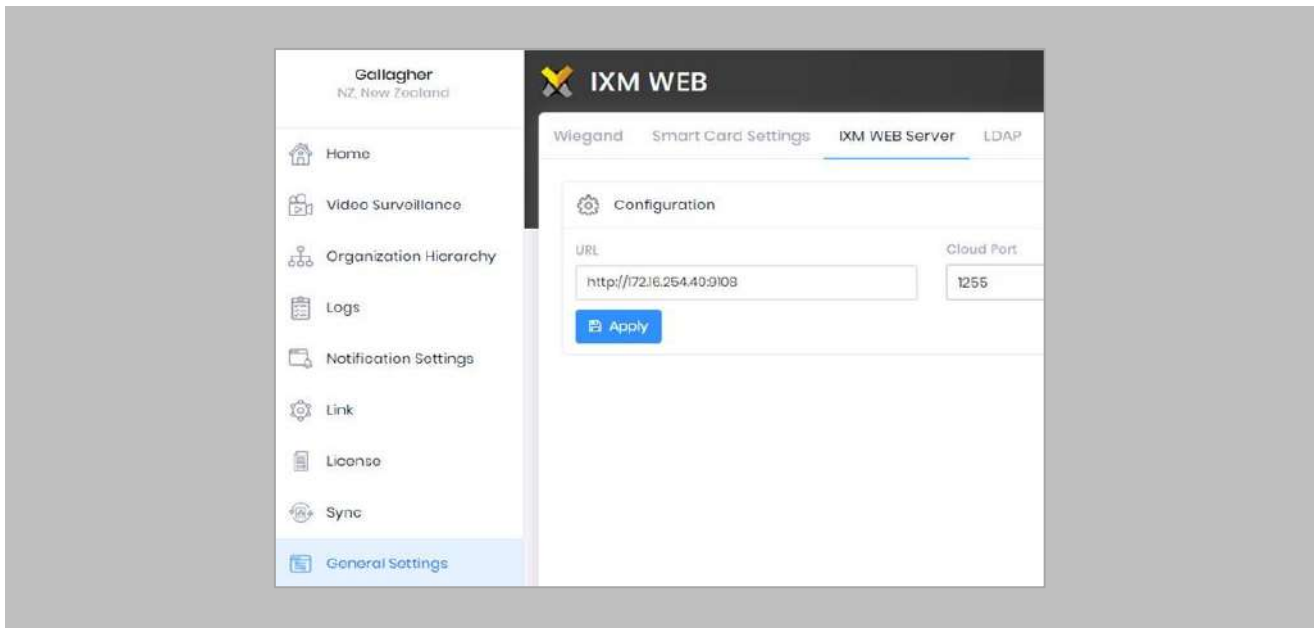 Gallagher
NZ, New Zealand
Home
Video Surveillance
Organization Hierarchy
Logs
Notification Settings
Link
License
Sync
General Settings
IXM WEB
Wiegand Smart Card Settings IXM WEB Server LDAP
Configuration
URL Cloud Port
http://172.16.254.40:9108 1255
Apply